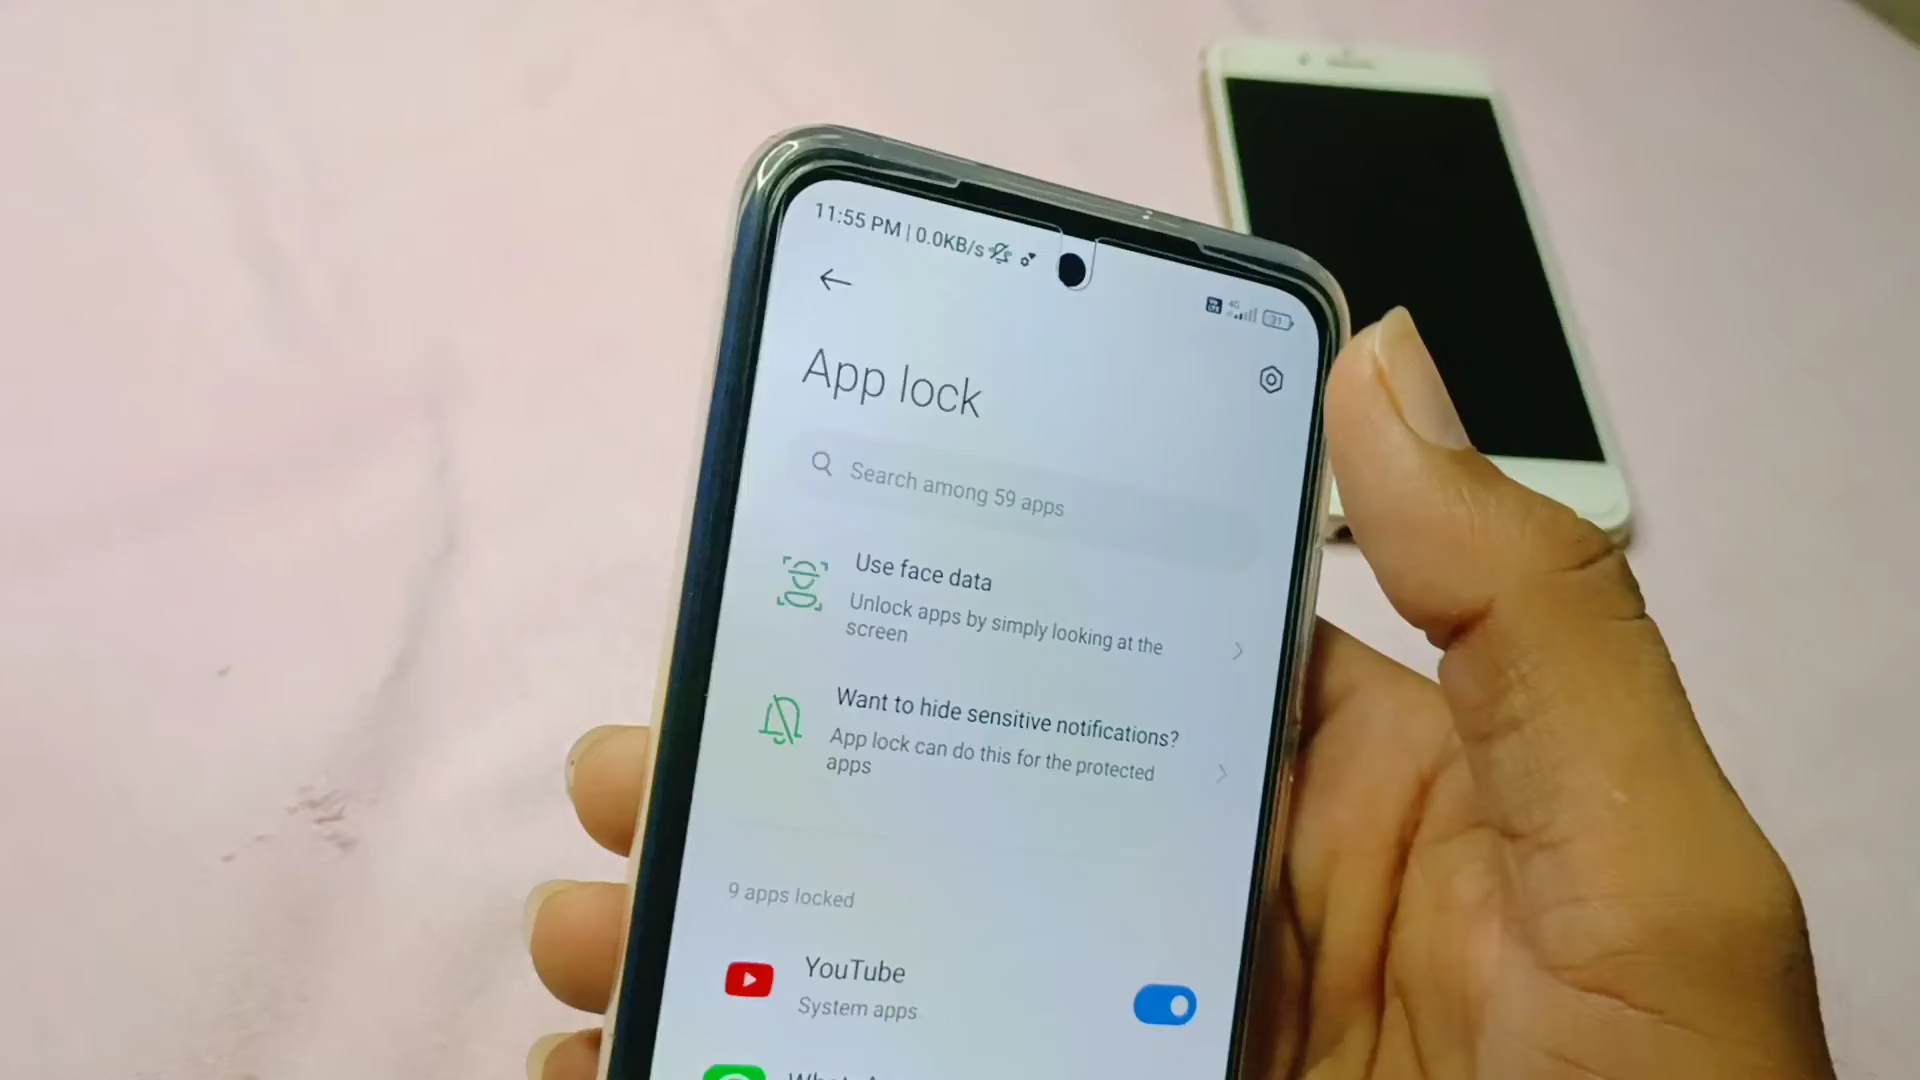 11:55 PM | 0.0KB/s
4G
31
App lock
Search among 59 apps
Use face data
Unlock apps by simply looking at the
screen
Want to hide sensitive notifications?
App lock can do this for the protected
apps
9 apps locked
YouTube
System apps